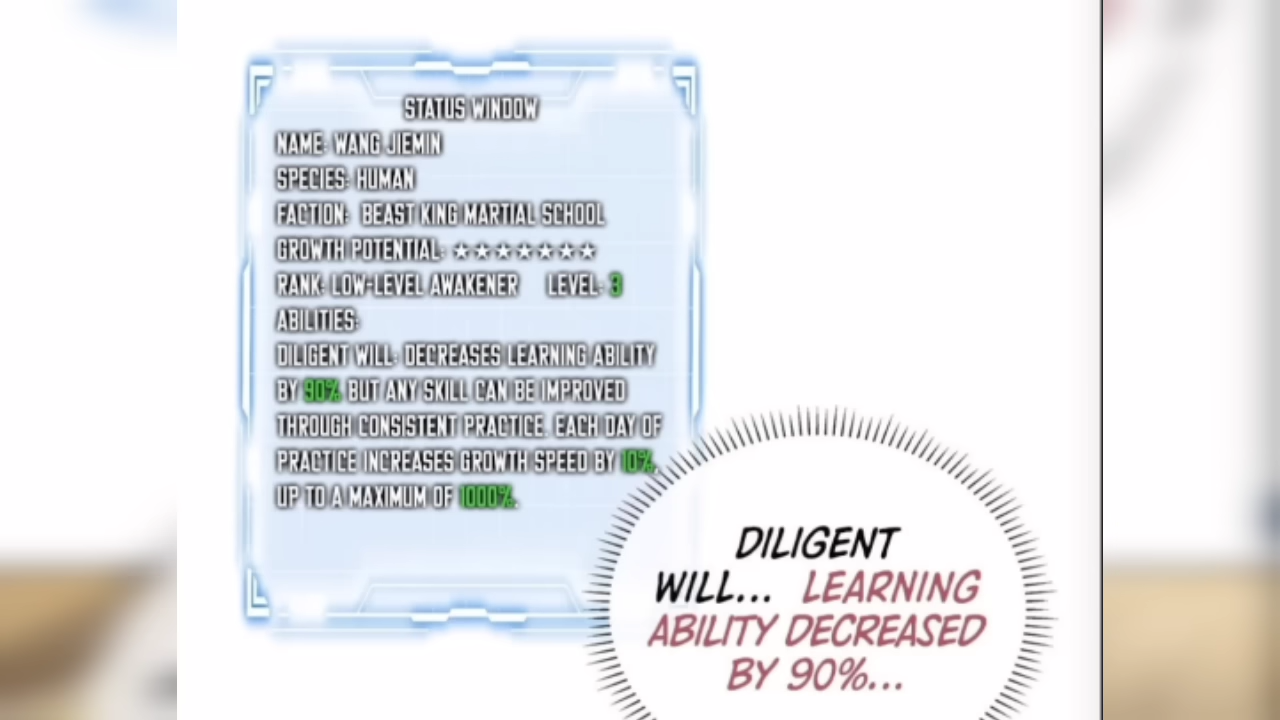 STATUS WINDOW
NAME: WANG JIEMIN
SPECIES: HUMAN
FACTION: BEAST KING MARTIAL SCHOOL
GROWTH POTENTIAL: ★★★★★★★
RANK: LOW-LEVEL AWAKENER LEVEL: 3
ABILITIES:
DILIGENT WILL: DECREASES LEARNING ABILITY
BY 90% BUT ANY SKILL CAN BE IMPROVED
THROUGH CONSISTENT PRACTICE. EACH DAY OF
PRACTICE INCREASES GROWTH SPEED BY 10%,
UP TO A MAXIMUM OF 1000%.
DILIGENT
WILL... LEARNING
ABILITY DECREASED
BY 90%...